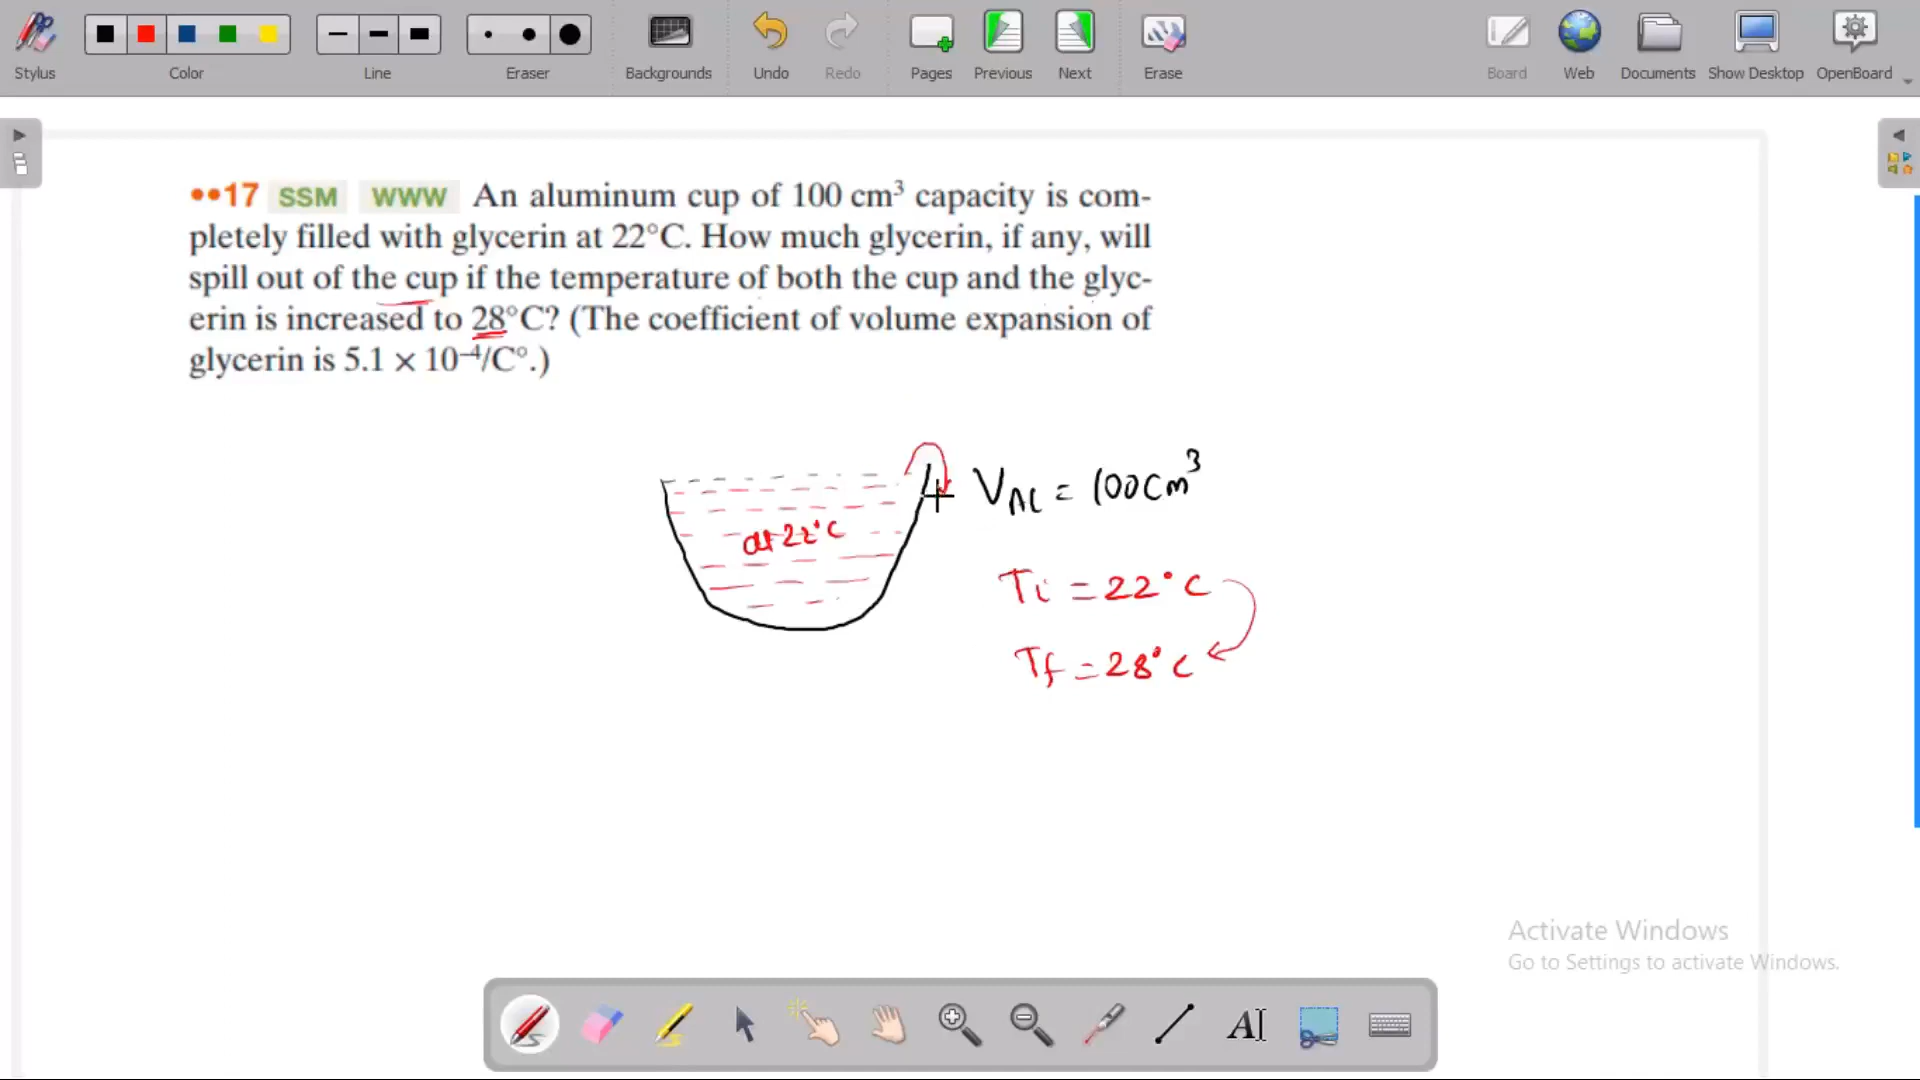 Stylus
Color
Line
Eraser
Backgrounds
Undo
Redo
Pages
Previous
Next
Erase
Board
Web
Documents
Show Desktop
OpenBoard
••17 SSM WWW An aluminum cup of 100 cm³ capacity is com-
pletely filled with glycerin at 22°C. How much glycerin, if any, will
spill out of the cup if the temperature of both the cup and the glyc-
erin is increased to 28°C? (The coefficient of volume expansion of
glycerin is 5.1 × 10⁻⁴/C°.)
V_Al = 100cm³
at 22°C
Ti = 22°C
Tf = 28°C
Activate Windows
Go to Settings to activate Windows.
AI